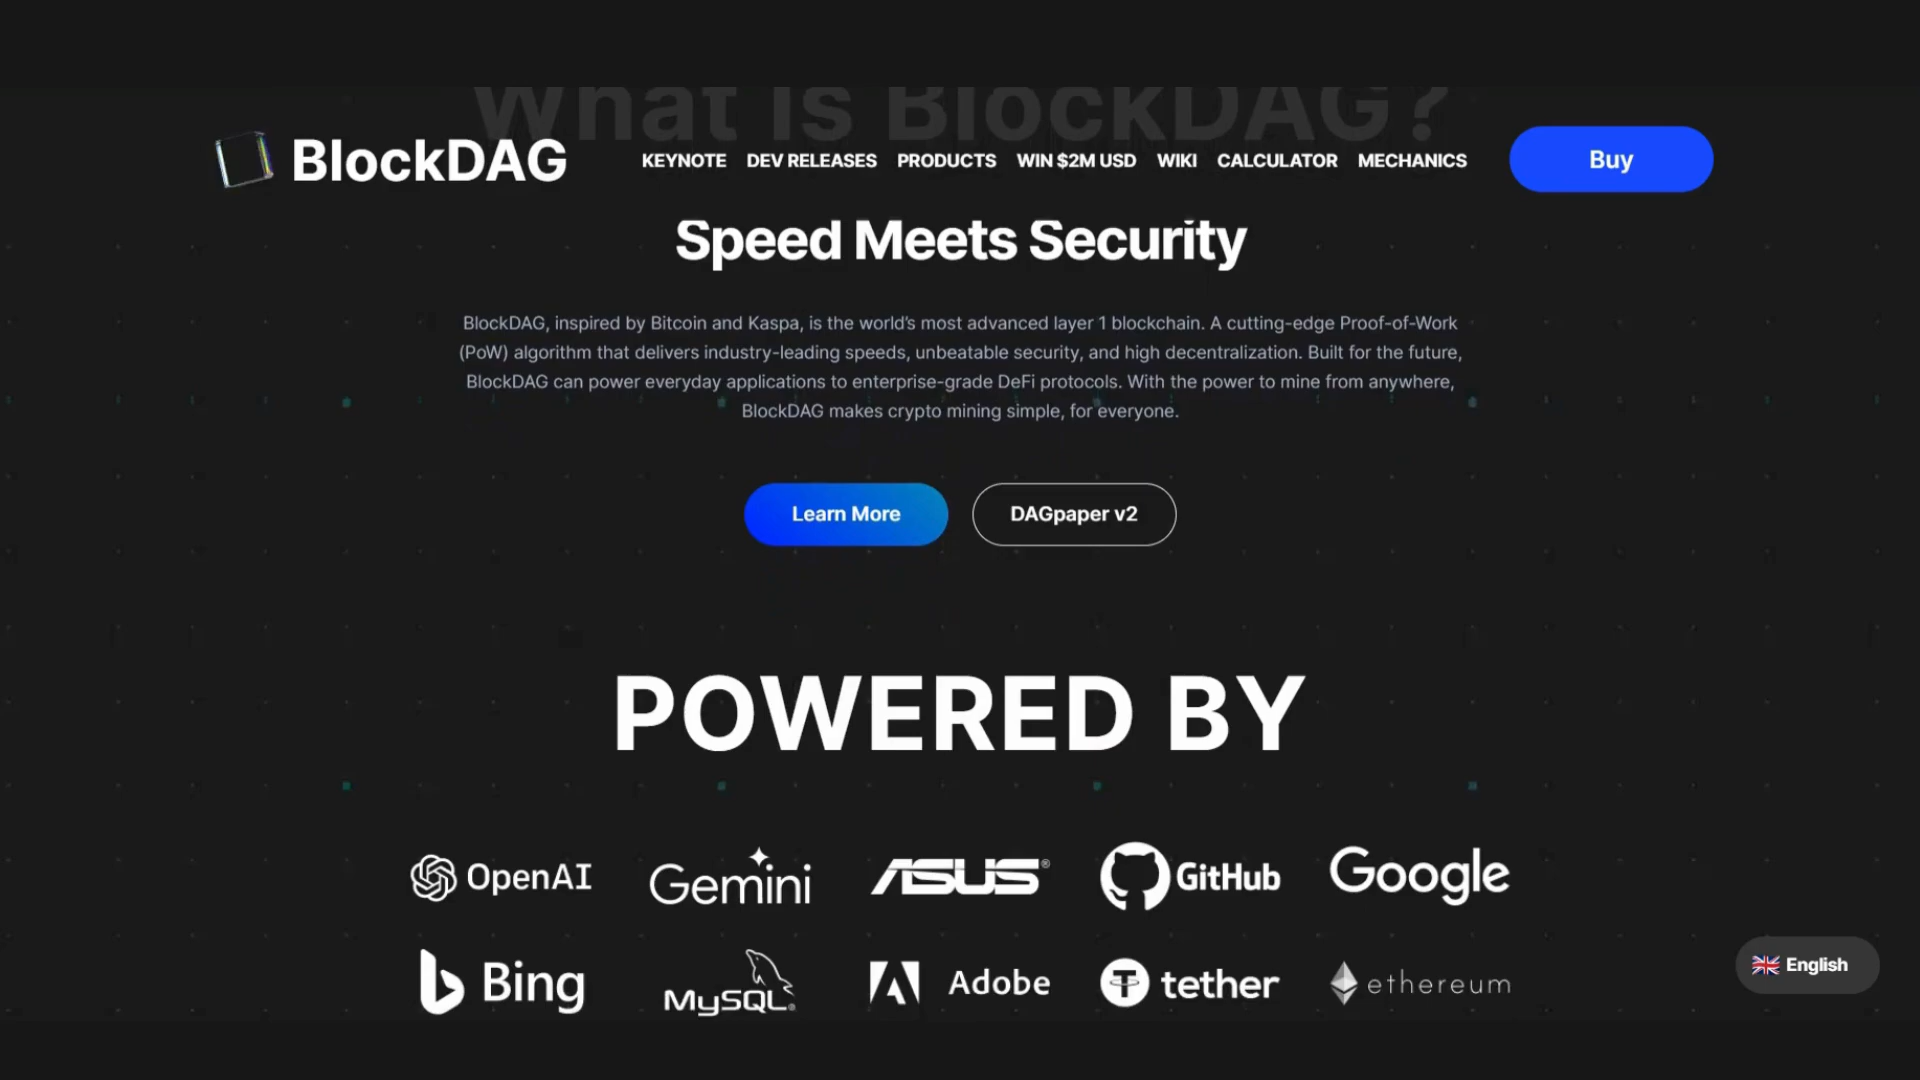 What Is BlockDAG?
BlockDAG KEYNOTE DEV RELEASES PRODUCTS WIN $2M USD WIKI CALCULATOR MECHANICS Buy
Speed Meets Security
BlockDAG, inspired by Bitcoin and Kaspa, is the world's most advanced layer 1 blockchain. A cutting-edge Proof-of-Work
(PoW) algorithm that delivers industry-leading speeds, unbeatable security, and high decentralization. Built for the future,
BlockDAG can power everyday applications to enterprise-grade DeFi protocols. With the power to mine from anywhere,
BlockDAG makes crypto mining simple, for everyone.
Learn More DAGpaper v2
POWERED BY
OpenAI Gemini ASUS® GitHub Google
Bing MySQL® Adobe tether ethereum
English